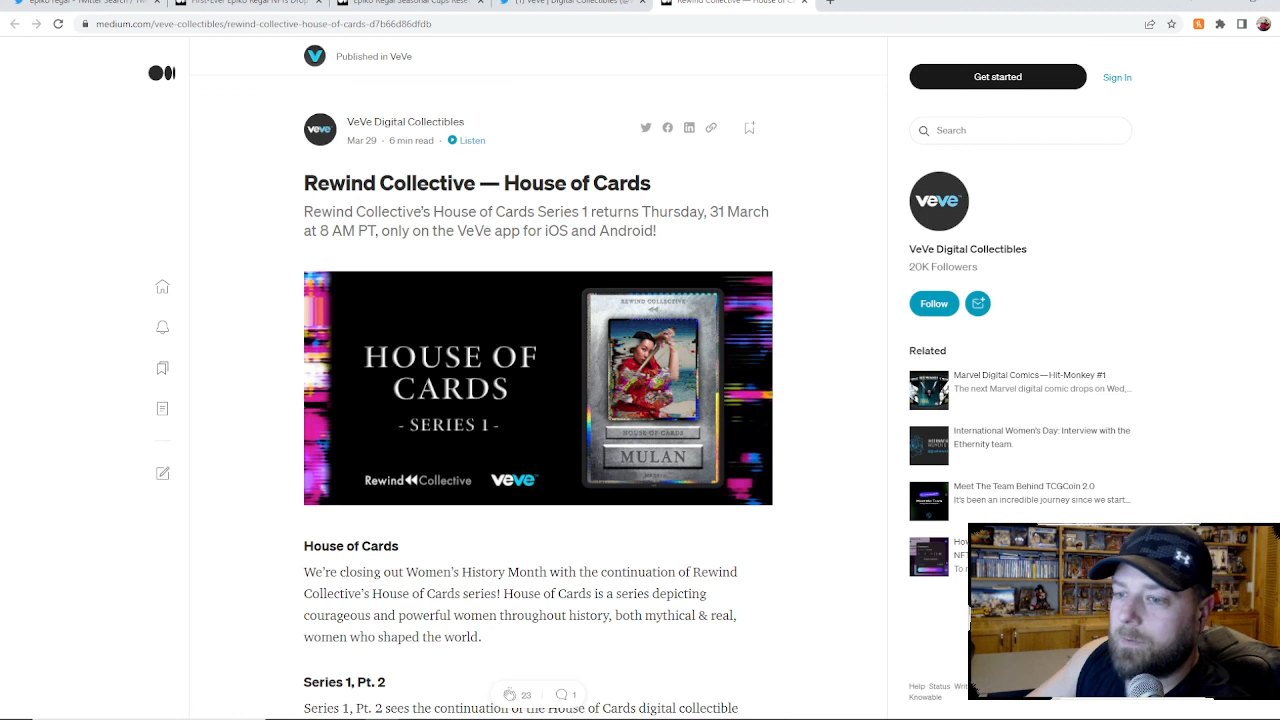 medium.com/veve-collectibles/rewind-collective-house-of-cards-d7b66d86dfdb
Published in VeVe
Get started
Sign In
VeVe Digital Collectibles
Mar 29 · 6 min read · Listen
Search
Rewind Collective — House of Cards
Rewind Collective's House of Cards Series 1 returns Thursday, 31 March
at 8 AM PT, only on the VeVe app for iOS and Android!
veve
VeVe Digital Collectibles
20K Followers
Follow
REWIND COLLECTIVE
HOUSE OF
CARDS
- SERIES 1 -
HOUSE OF CARDS
MULAN
Rewind Collective
veve
Related
Marvel Digital Comics — Hit-Monkey #1
The next Marvel digital comic drops on Wed,...
International Women's Day: Interview with the
Ethernity team.
Meet The Team Behind TCGCoin 2.0
It's been an incredible journey since we start...
House of Cards
We're closing out Women's History Month with the continuation of Rewind
Collective's House of Cards series! House of Cards is a series depicting
courageous and powerful women throughout history, both mythical & real,
women who shaped the world.
Series 1, Pt. 2
23
1
Series 1, Pt. 2 sees the continuation of the House of Cards digital collectible
Help Status
Knowable